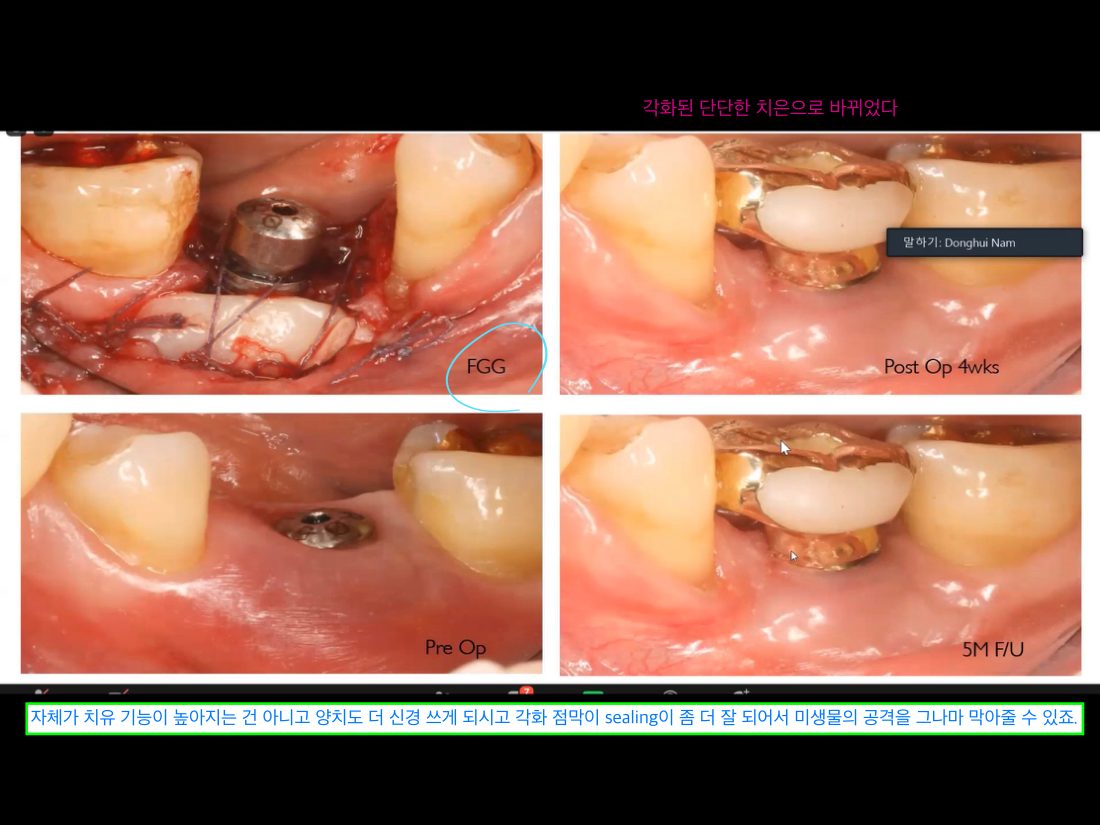 각화된 단단한 치은으로 바뀌었다
말하기: Donghui Nam
FGG
Post Op 4wks
Pre Op
5M F/U
7
자체가 치유 기능이 높아지는 건 아니고 양치도 더 신경 쓰게 되시고 각화 점막이 sealing이 좀 더 잘 되어서 미생물의 공격을 그나마 막아줄 수 있죠.